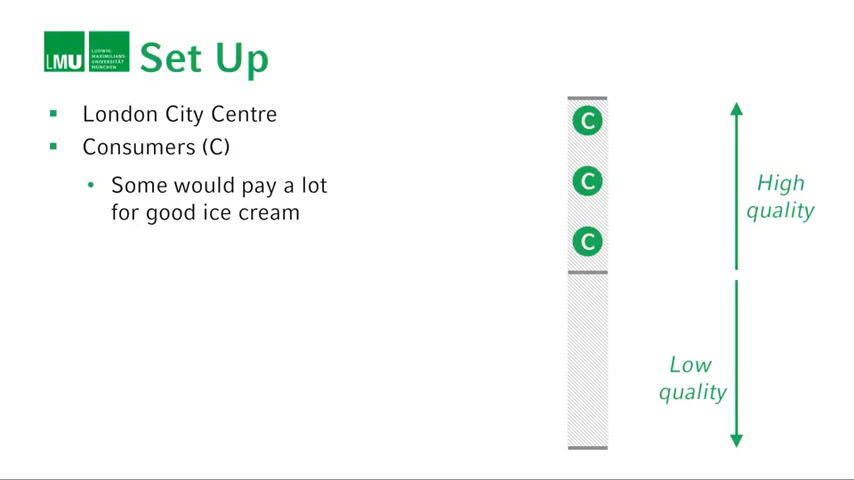 LMU
LUDWIG
MAXIMILIANS
UNIVERSITÄT
MÜNCHEN
Set Up
London City Centre
Consumers (C)
Some would pay a lot
for good ice cream
C
C
C
High
quality
Low
quality